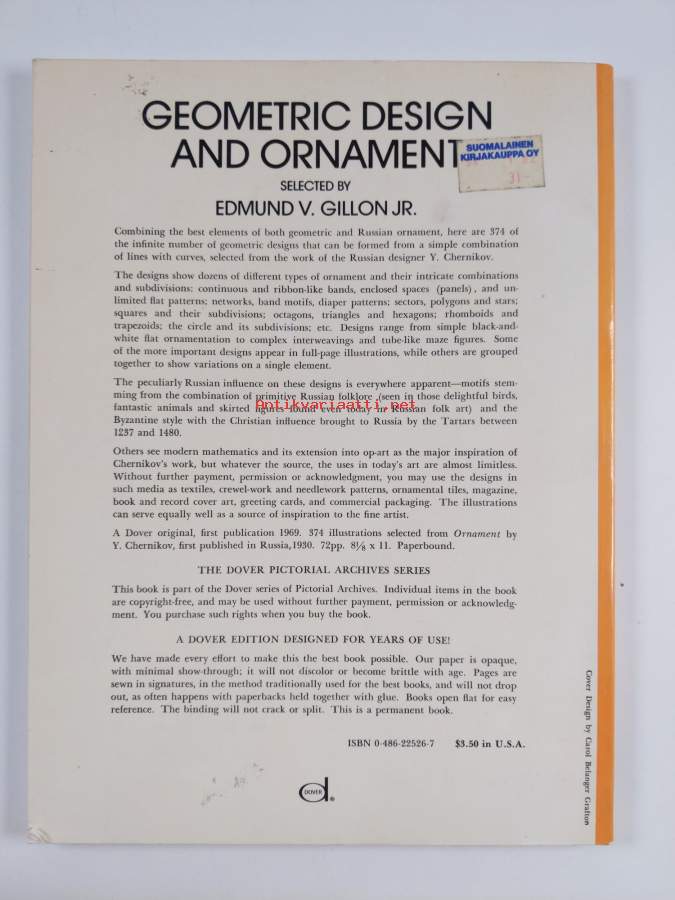 GEOMETRIC DESIGN
AND ORNAMENT
SUOMALAINEN
KIRJAKAUPPA OY
31-
SELECTED BY
EDMUND V. GILLON JR.
Combining the best elements of both geometric and Russian ornament, here are 374 of
the infinite number of geometric designs that can be formed from a simple combination
of lines with curves, selected from the work of the Russian designer Y. Chernikov.
The designs show dozens of different types of ornament and their intricate combinations
and subdivisions; continuous and ribbon-like bands, enclosed spaces (panels), and un-
limited flat patterns; networks, band motifs, diaper patterns; sectors, polygons and stars;
squares and their subdivisions; octagons, triangles and hexagons; rhomboids and
trapezoids; the circle and its subdivisions; etc. Designs range from simple black-and-
white flat ornamentation to complex interweavings and tube-like maze figures. Some
of the more important designs appear in full-page illustrations, while others are grouped
together to show variations on a single element.
The peculiarly Russian influence on these designs is everywhere apparent—motifs stem-
ming from the combination of primitive Russian folklore (seen in those delightful birds,
fantastic animals and skirted figures found even today in Russian folk art) and the
Antikvariaatti.net
Byzantine style with the Christian influence brought to Russia by the Tartars between
1237 and 1480.
Others see modern mathematics and its extension into op-art as the major inspiration of
Chernikov's work, but whatever the source, the uses in today's art are almost limitless.
Without further payment, permission or acknowledgment, you may use the designs in
such media as textiles, crewel-work and needlework patterns, ornamental tiles, magazine,
book and record cover art, greeting cards, and commercial packaging. The illustrations
can serve equally well as a source of inspiration to the fine artist.
A Dover original, first publication 1969. 374 illustrations selected from Ornament by
Y. Chernikov, first published in Russia, 1930. 72pp. 8⅛ x 11. Paperbound.
THE DOVER PICTORIAL ARCHIVES SERIES
This book is part of the Dover series of Pictorial Archives. Individual items in the book
are copyright-free, and may be used without further payment, permission or acknowledg-
ment. You purchase such rights when you buy the book.
A DOVER EDITION DESIGNED FOR YEARS OF USE!
We have made every effort to make this the best book possible. Our paper is opaque,
with minimal show-through; it will not discolor or become brittle with age. Pages are
sewn in signatures, in the method traditionally used for the best books, and will not drop
out, as often happens with paperbacks held together with glue. Books open flat for easy
reference. The binding will not crack or split. This is a permanent book.
ISBN 0-486-22526-7 $3.50 in U.S.A.
DOVER
Cover Design by Carol Belanger Grafton